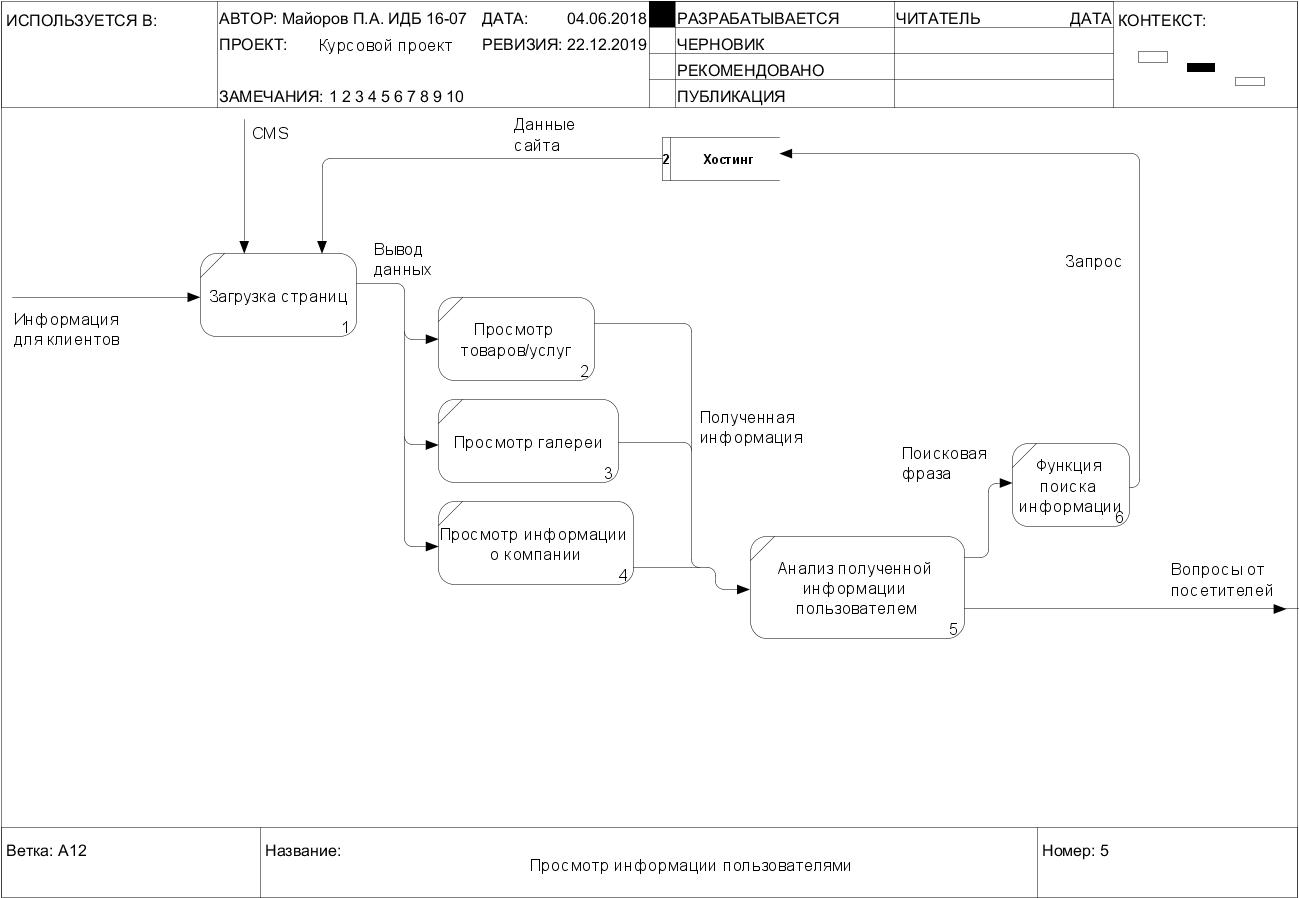 ИСПОЛЬЗУЕТСЯ В:
АВТОР: Майоров П.А. ИДБ 16-07
ДАТА: 04.06.2018
ПРОЕКТ: Курсовой проект
РЕВИЗИЯ: 22.12.2019
ЗАМЕЧАНИЯ: 1 2 3 4 5 6 7 8 9 10
РАЗРАБАТЫВАЕТСЯ
ЧЕРНОВИК
РЕКОМЕНДОВАНО
ПУБЛИКАЦИЯ
ЧИТАТЕЛЬ
ДАТА
КОНТЕКСТ:
CMS
Данные
сайта
2
Хостинг
Вывод
данных
Запрос
Загрузка страниц
1
Информация
для клиентов
Просмотр
товаров/услуг
2
Просмотр галереи
3
Полученная
информация
Поисковая
фраза
Функция
поиска
информации
6
Просмотр информации
о компании
4
Анализ полученной
информации
пользователем
5
Вопросы от
посетителей
Ветка: A12
Название:
Просмотр информации пользователями
Номер: 5